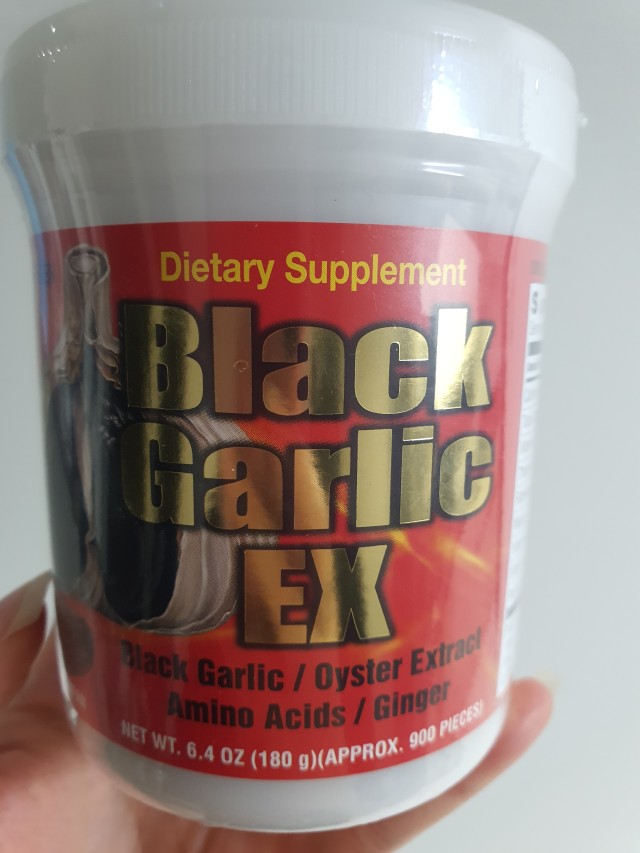 Dietary Supplement
Black
Garlic
EX
Black Garlic / Oyster Extract
Amino Acids / Ginger
NET WT. 6.4 OZ (180 g)(APPROX. 900 PIECES)
S